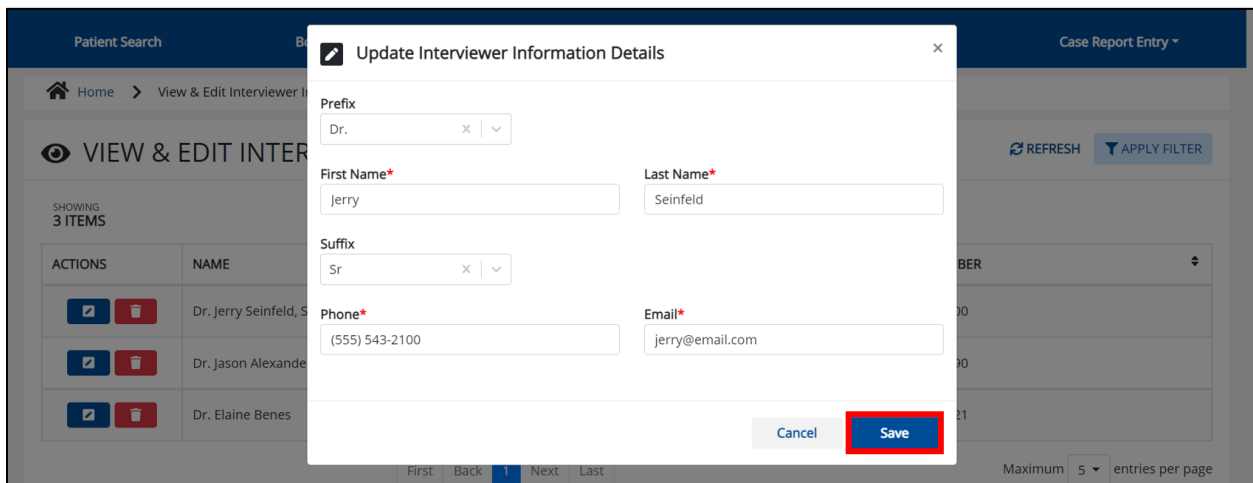 Patient Search
Case Report Entry
Update Interviewer Information Details
×
Home > View & Edit Interviewer
VIEW & EDIT INTER
REFRESH
APPLY FILTER
SHOWING
3 ITEMS
Prefix
Dr.
First Name*
Last Name*
Jerry
Seinfeld
Suffix
Sr
Phone*
Email*
(555) 543-2100
jerry@email.com
Cancel
Save
ACTIONS
NAME
BER
Dr. Jerry Seinfeld, S
00
Dr. Jason Alexande
90
Dr. Elaine Benes
21
First Back 1 Next Last
Maximum 5 entries per page